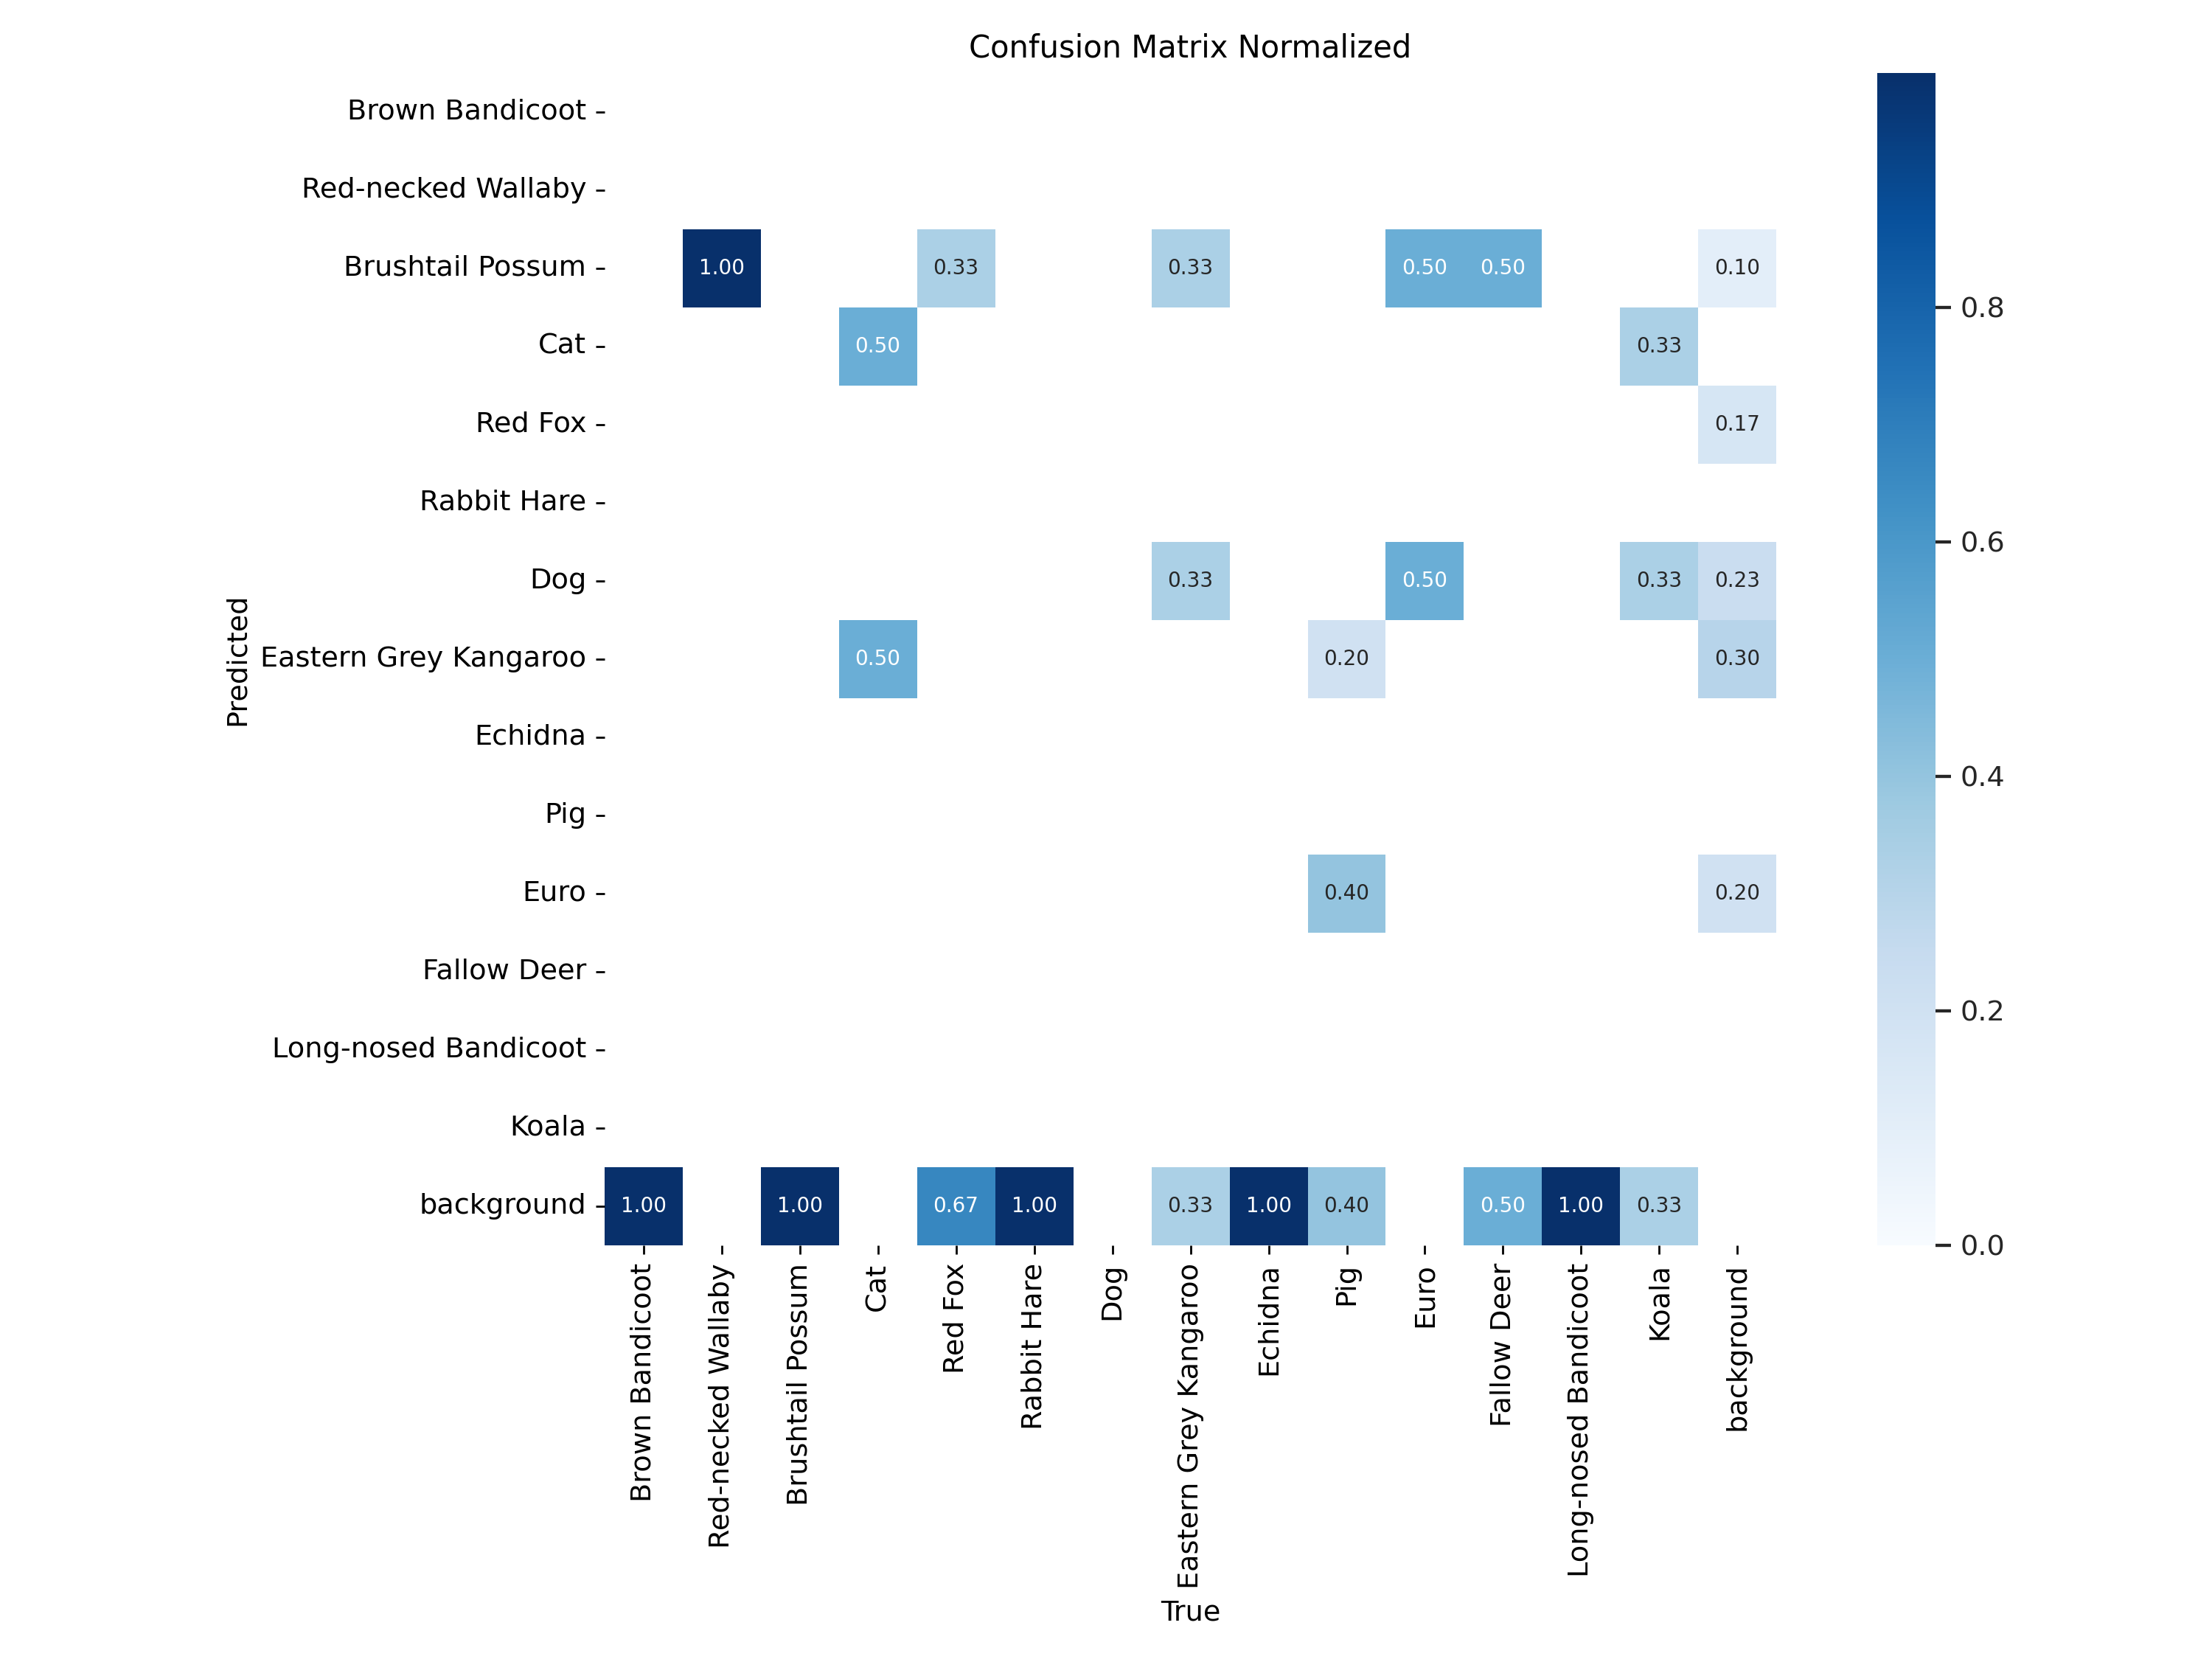 Confusion Matrix Normalized
Brown Bandicoot
Red-necked Wallaby
Brushtail Possum 1.00 0.33 0.33 0.50 0.50 0.10
Cat 0.50 0.33
Red Fox 0.17
Rabbit Hare
Dog 0.33 0.50 0.33 0.23
Eastern Grey Kangaroo 0.50 0.20 0.30
Echidna
Pig
Euro 0.40 0.20
Fallow Deer
Long-nosed Bandicoot
Koala
background 1.00 1.00 0.67 1.00 0.33 1.00 0.40 0.50 1.00 0.33
Predicted
Brown Bandicoot
Red-necked Wallaby
Brushtail Possum
Cat
Red Fox
Rabbit Hare
Dog
Eastern Grey Kangaroo
Echidna
Pig
Euro
Fallow Deer
Long-nosed Bandicoot
Koala
background
True
0.8
0.6
0.4
0.2
0.0